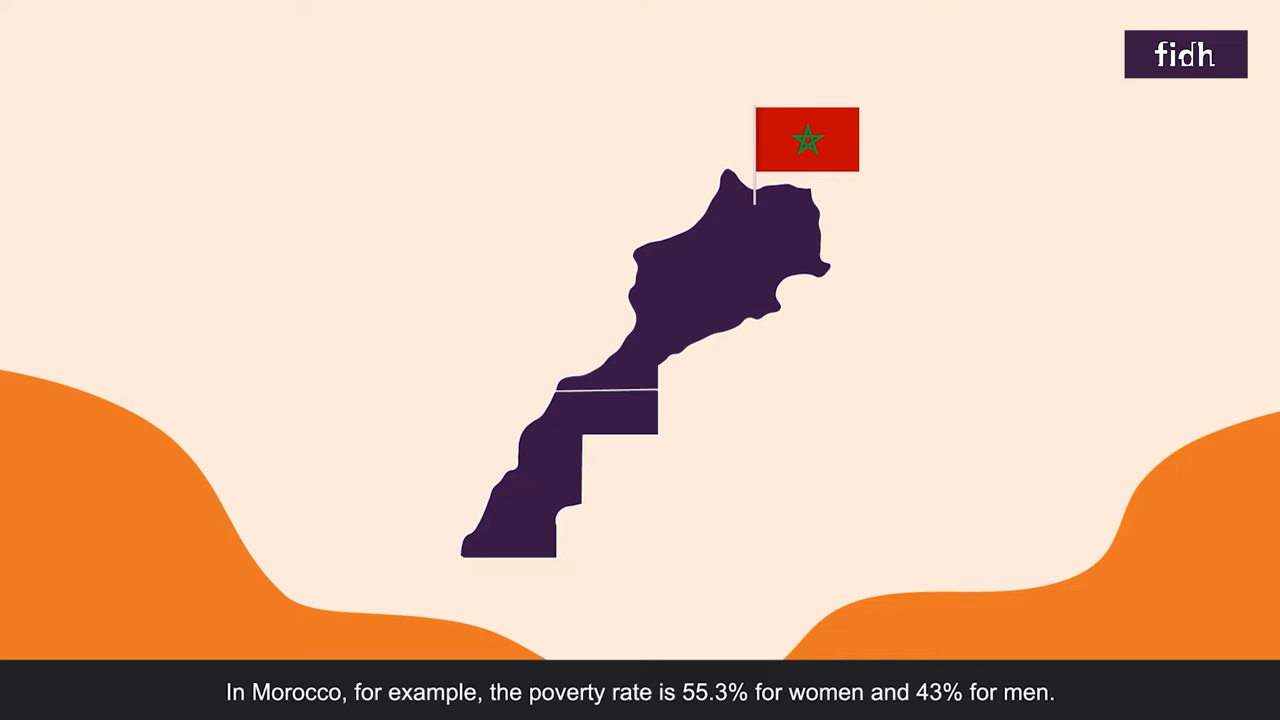 fidh
In Morocco, for example, the poverty rate is 55.3% for women and 43% for men.